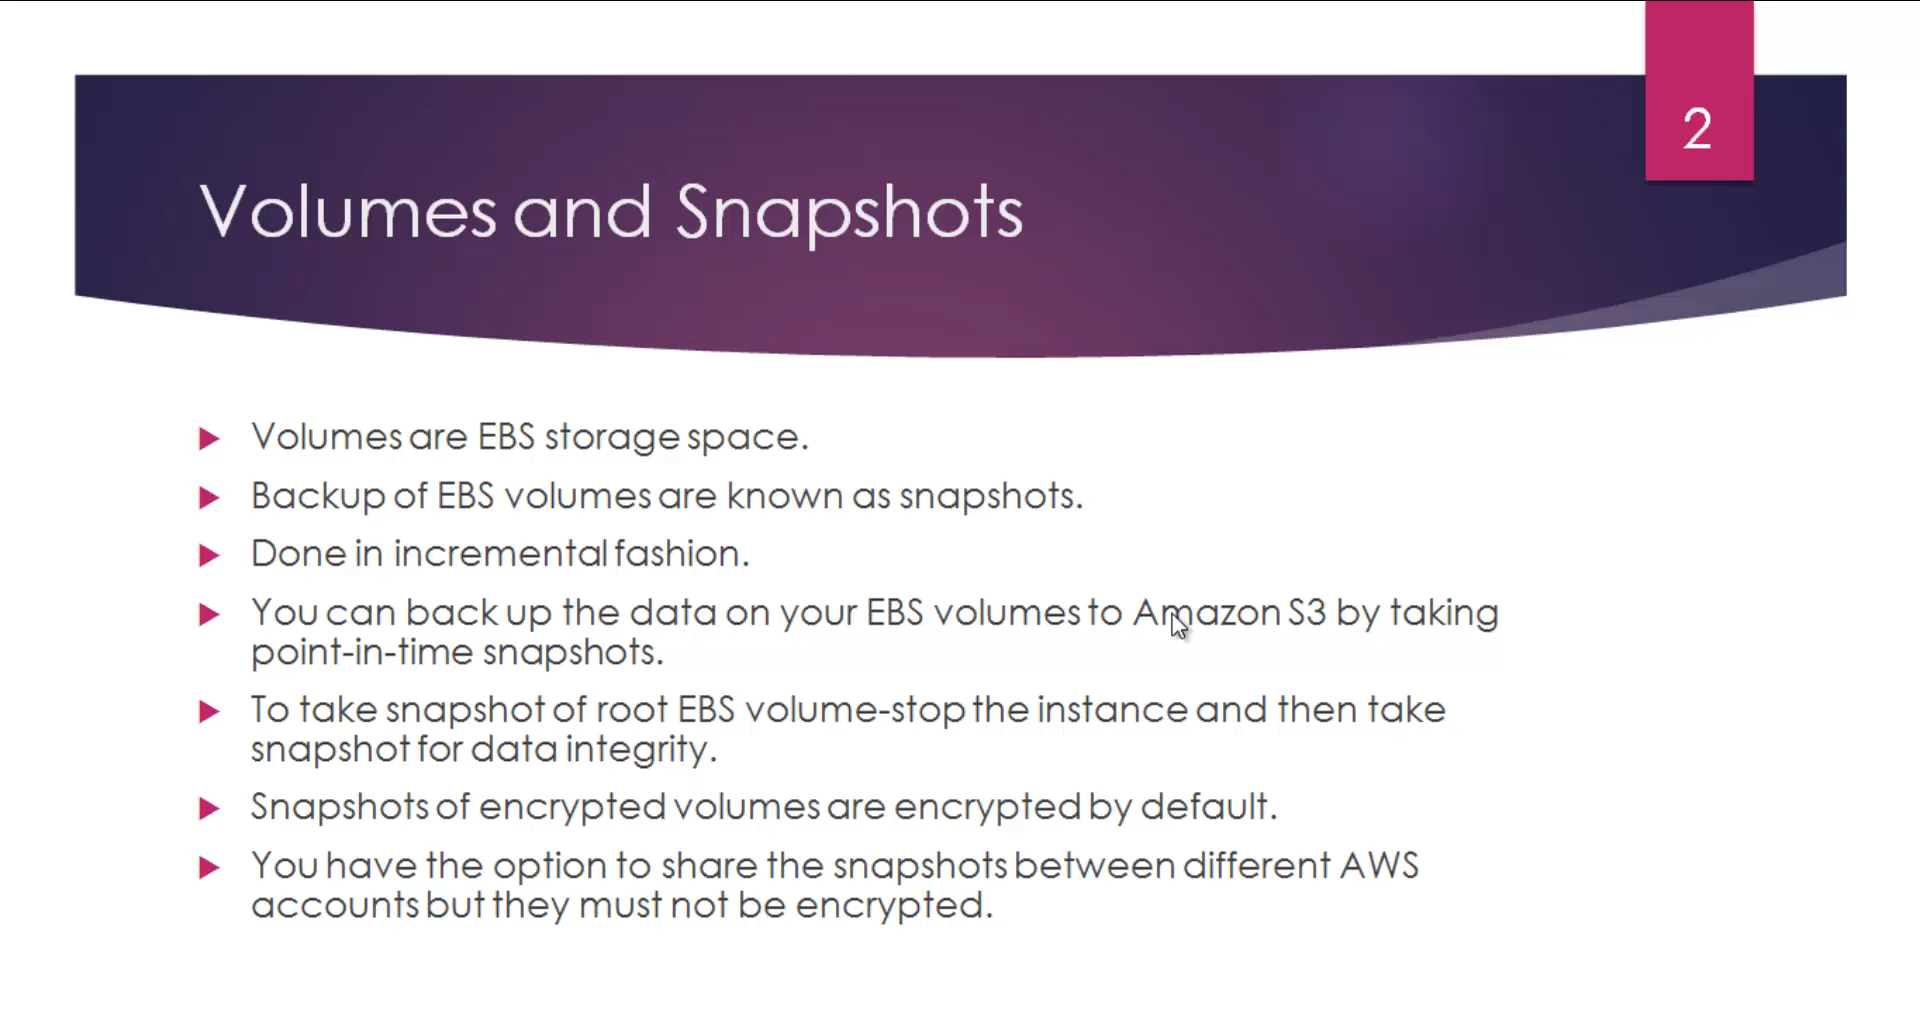 2
Volumes and Snapshots
Volumes are EBS storage space.
Backup of EBS volumes are known as snapshots.
Done in incremental fashion.
You can back up the data on your EBS volumes to Amazon S3 by taking
point-in-time snapshots.
To take snapshot of root EBS volume-stop the instance and then take
snapshot for data integrity.
Snapshots of encrypted volumes are encrypted by default.
You have the option to share the snapshots between different AWS
accounts but they must not be encrypted.